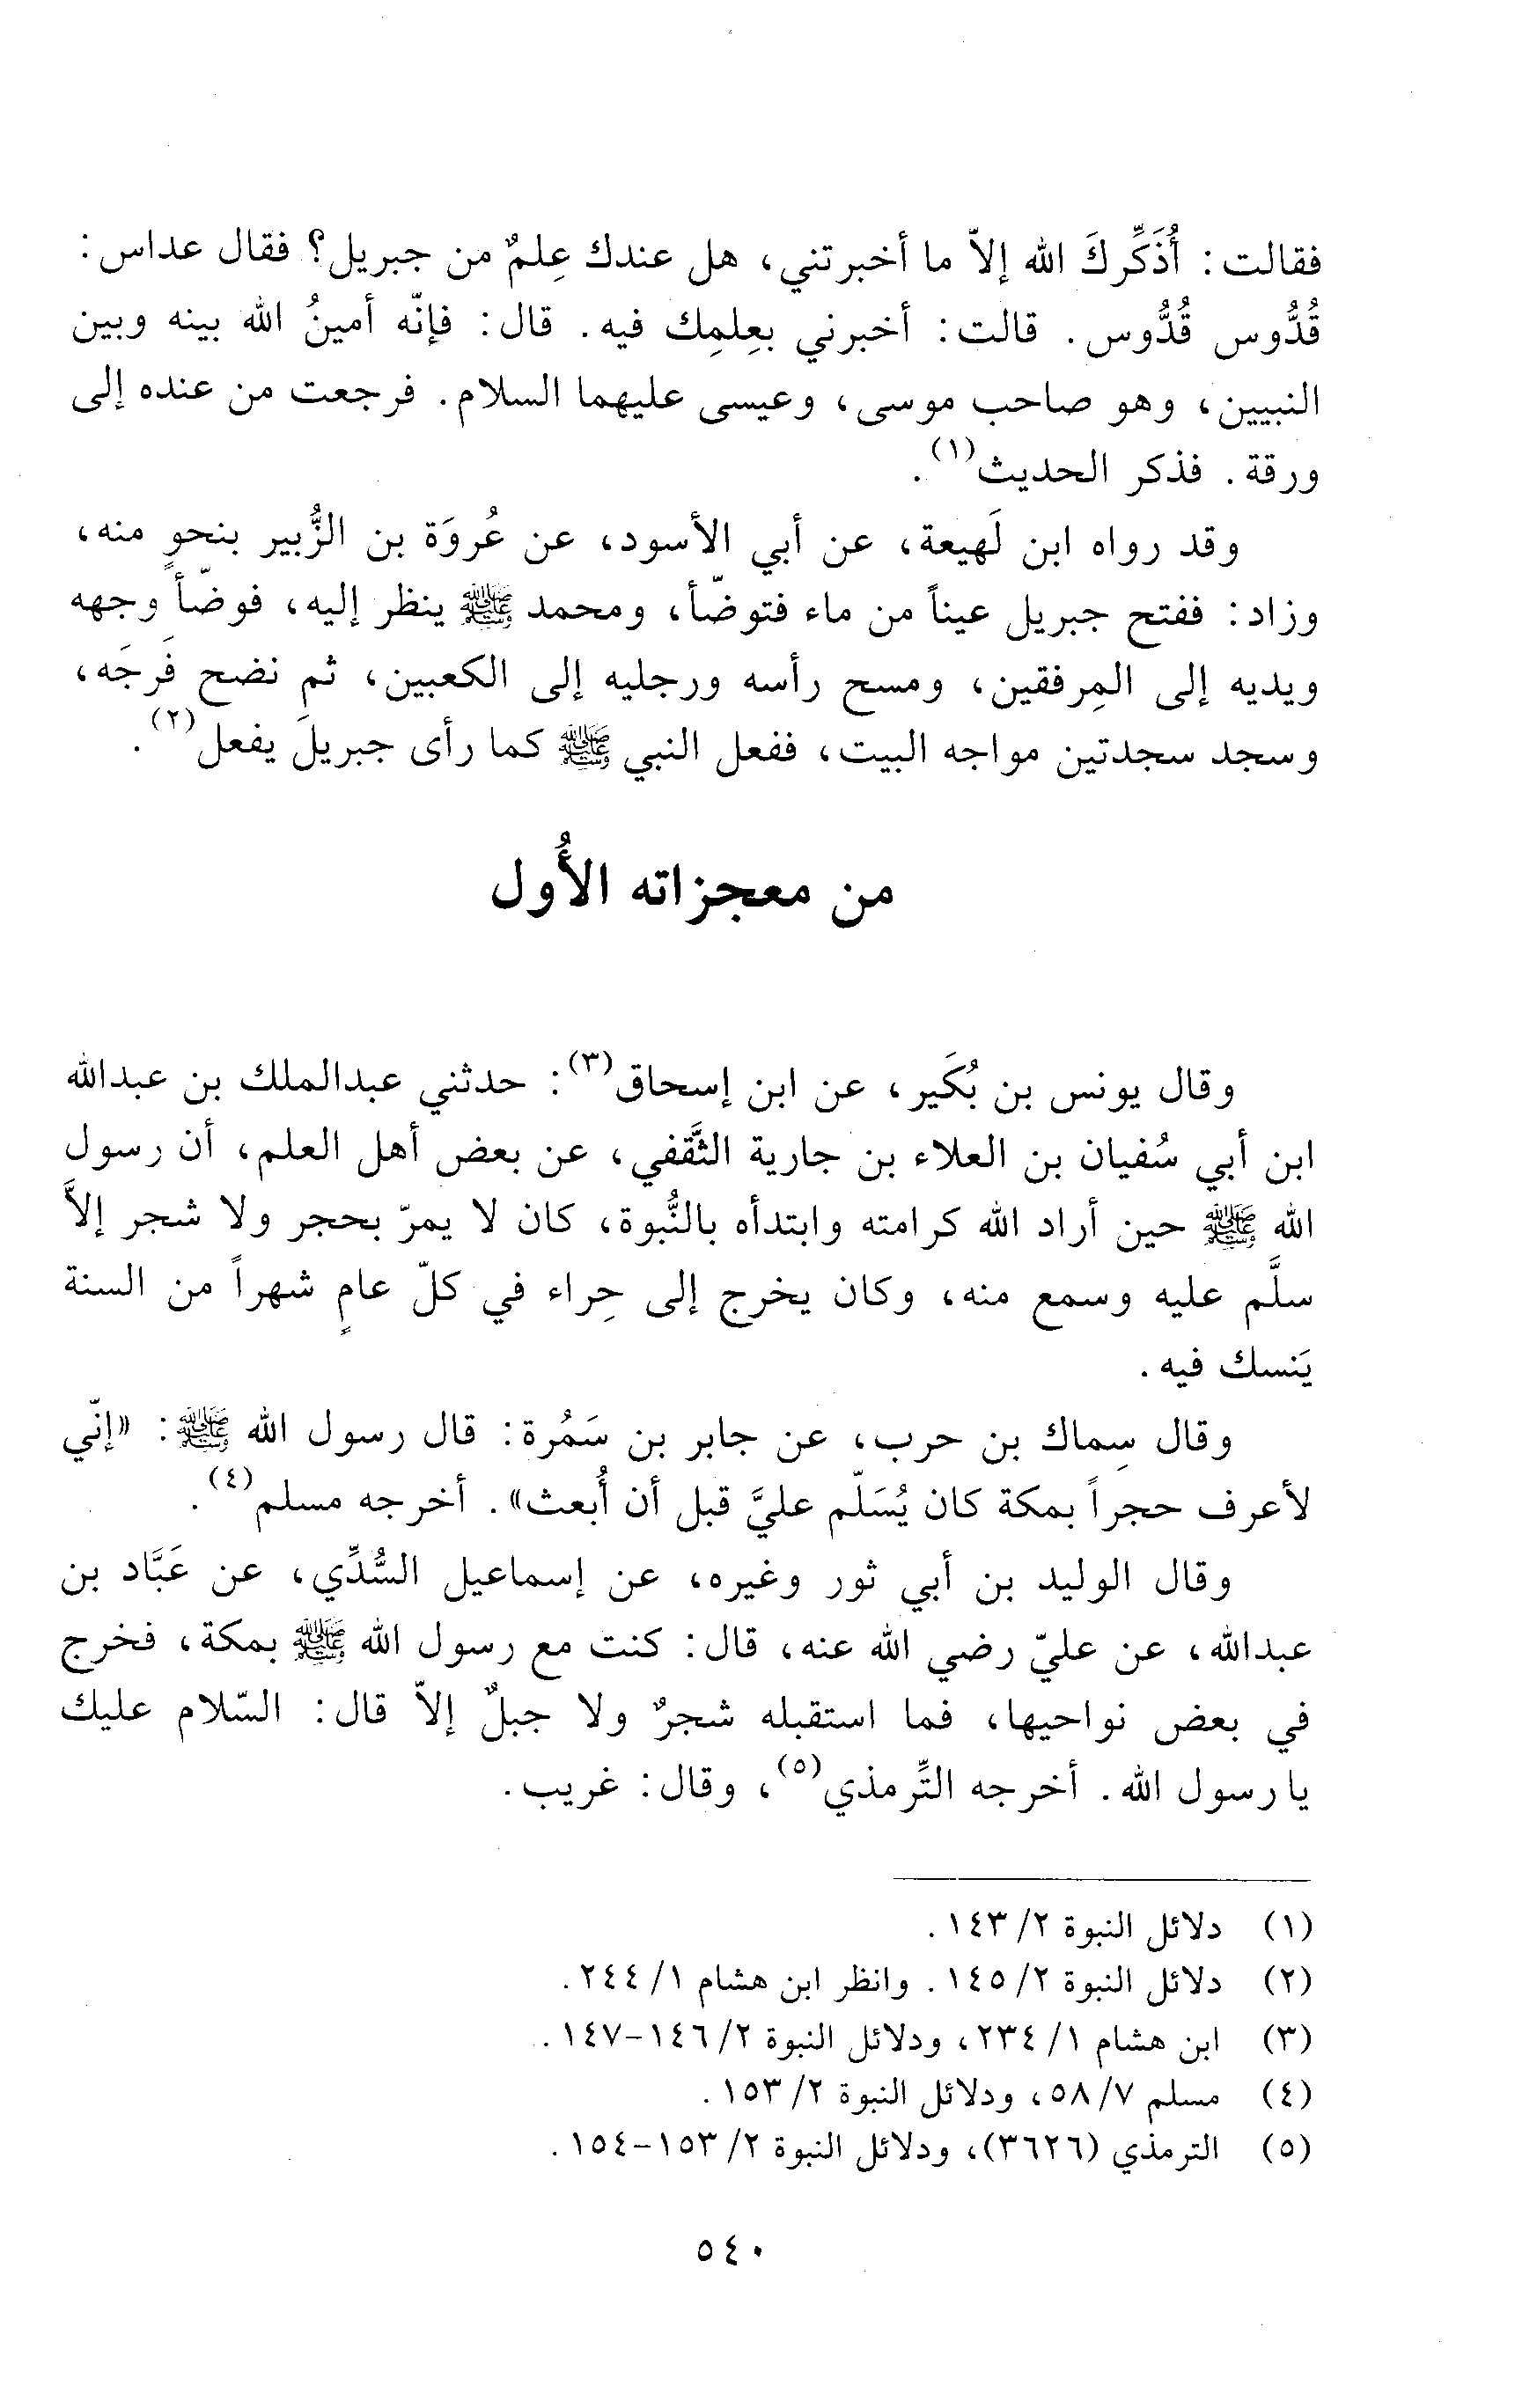 فقالت: أُذَكِّركَ الله إلاّ ما أخبرتني، هل عندك عِلمٌ من جبريل؟ فقال عداس:
قُدُّوس قُدُّوس. قالت: أخبرني بعِلمِك فيه. قال: فإنّه أمينُ الله بينه وبين
النبيين، وهو صاحب موسى، وعيسى عليهما السلام. فرجعت من عنده إلى
ورقة. فذكر الحديث(١).
وقد رواه ابن لَهيعة، عن أبي الأسود، عن عُروَة بن الزُّبير بنحوٍ منه،
وزاد: ففتح جبريل عيناً من ماء فتوضّأ، ومحمد ﷺ ينظر إليه، فوضّأ وجهه
ويديه إلى المِرفقين، ومسح رأسه ورجليه إلى الكعبين، ثم نضح فَرجَه،
وسجد سجدتين مواجه البيت، ففعل النبي ﷺ كما رأى جبريلَ يفعل(٢).
من معجزاته الأُول
وقال يونس بن بُكَير، عن ابن إسحاق(٣): حدثني عبدالملك بن عبدالله
ابن أبي سُفيان بن العلاء بن جارية الثَّقفي، عن بعض أهل العلم، أن رسول
الله ﷺ حين أراد الله كرامته وابتدأه بالنُّبوة، كان لا يمرّ بحجر ولا شجر إلاَّ
سلَّم عليه وسمع منه، وكان يخرج إلى حِراء في كلّ عامٍ شهراً من السنة
يَنسك فيه.
وقال سِماك بن حرب، عن جابر بن سَمُرة: قال رسول الله ﷺ: «إنّي
لأعرف حجراً بمكة كان يُسَلّم عليَّ قبل أن أُبعث». أخرجه مسلم(٤).
وقال الوليد بن أبي ثور وغيره، عن إسماعيل السُّدِّي، عن عَبَّاد بن
عبدالله، عن عليّ رضي الله عنه، قال: كنت مع رسول الله ﷺ بمكة، فخرج
في بعض نواحيها، فما استقبله شجرٌ ولا جبلٌ إلاّ قال: السّلام عليك
يا رسول الله. أخرجه التِّرمذي(٥)، وقال: غريب.
(١) دلائل النبوة ٢/ ١٤٣.
(٢) دلائل النبوة ٢/ ١٤٥. وانظر ابن هشام ١/ ٢٤٤.
(٣) ابن هشام ١/ ٢٣٤، ودلائل النبوة ٢/ ١٤٦-١٤٧.
(٤) مسلم ٧/ ٥٨، ودلائل النبوة ٢/ ١٥٣.
(٥) الترمذي (٣٦٢٦)، ودلائل النبوة ٢/ ١٥٣-١٥٤.
٥٤٠